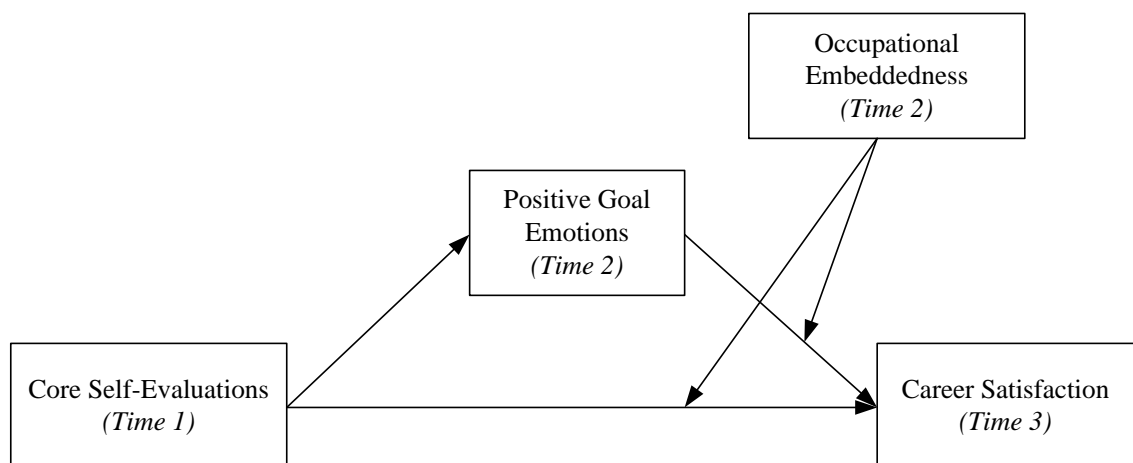 Occupational
Embeddedness
(Time 2)
Positive Goal
Emotions
(Time 2)
Core Self-Evaluations
(Time 1)
Career Satisfaction
(Time 3)